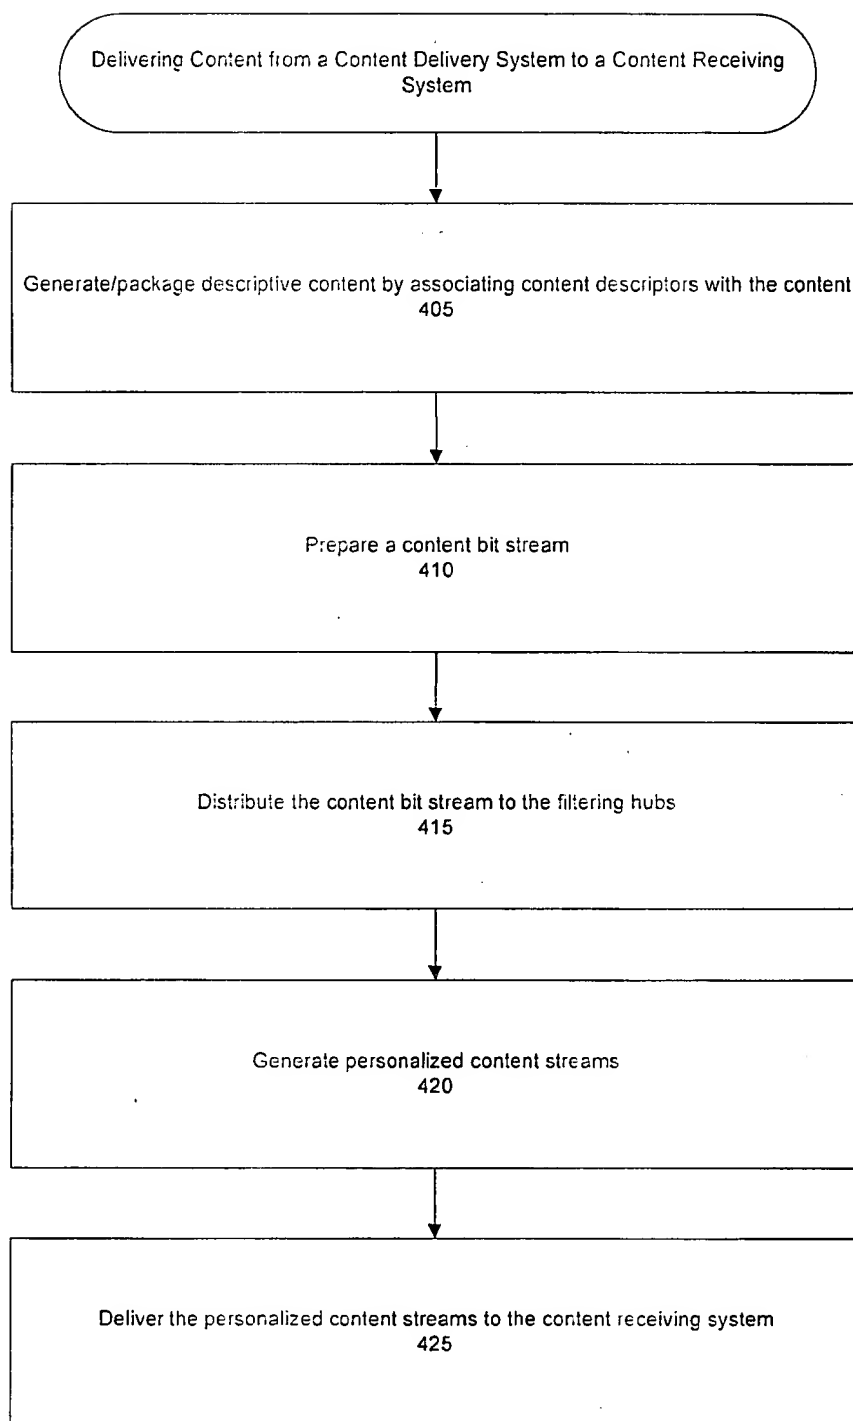 Delivering Content from a Content Delivery System to a Content Receiving
System
Generate/package descriptive content by associating content descriptors with the content
405
Prepare a content bit stream
410
Distribute the content bit stream to the filtering hubs
415
Generate personalized content streams
420
Deliver the personalized content streams to the content receiving system
425